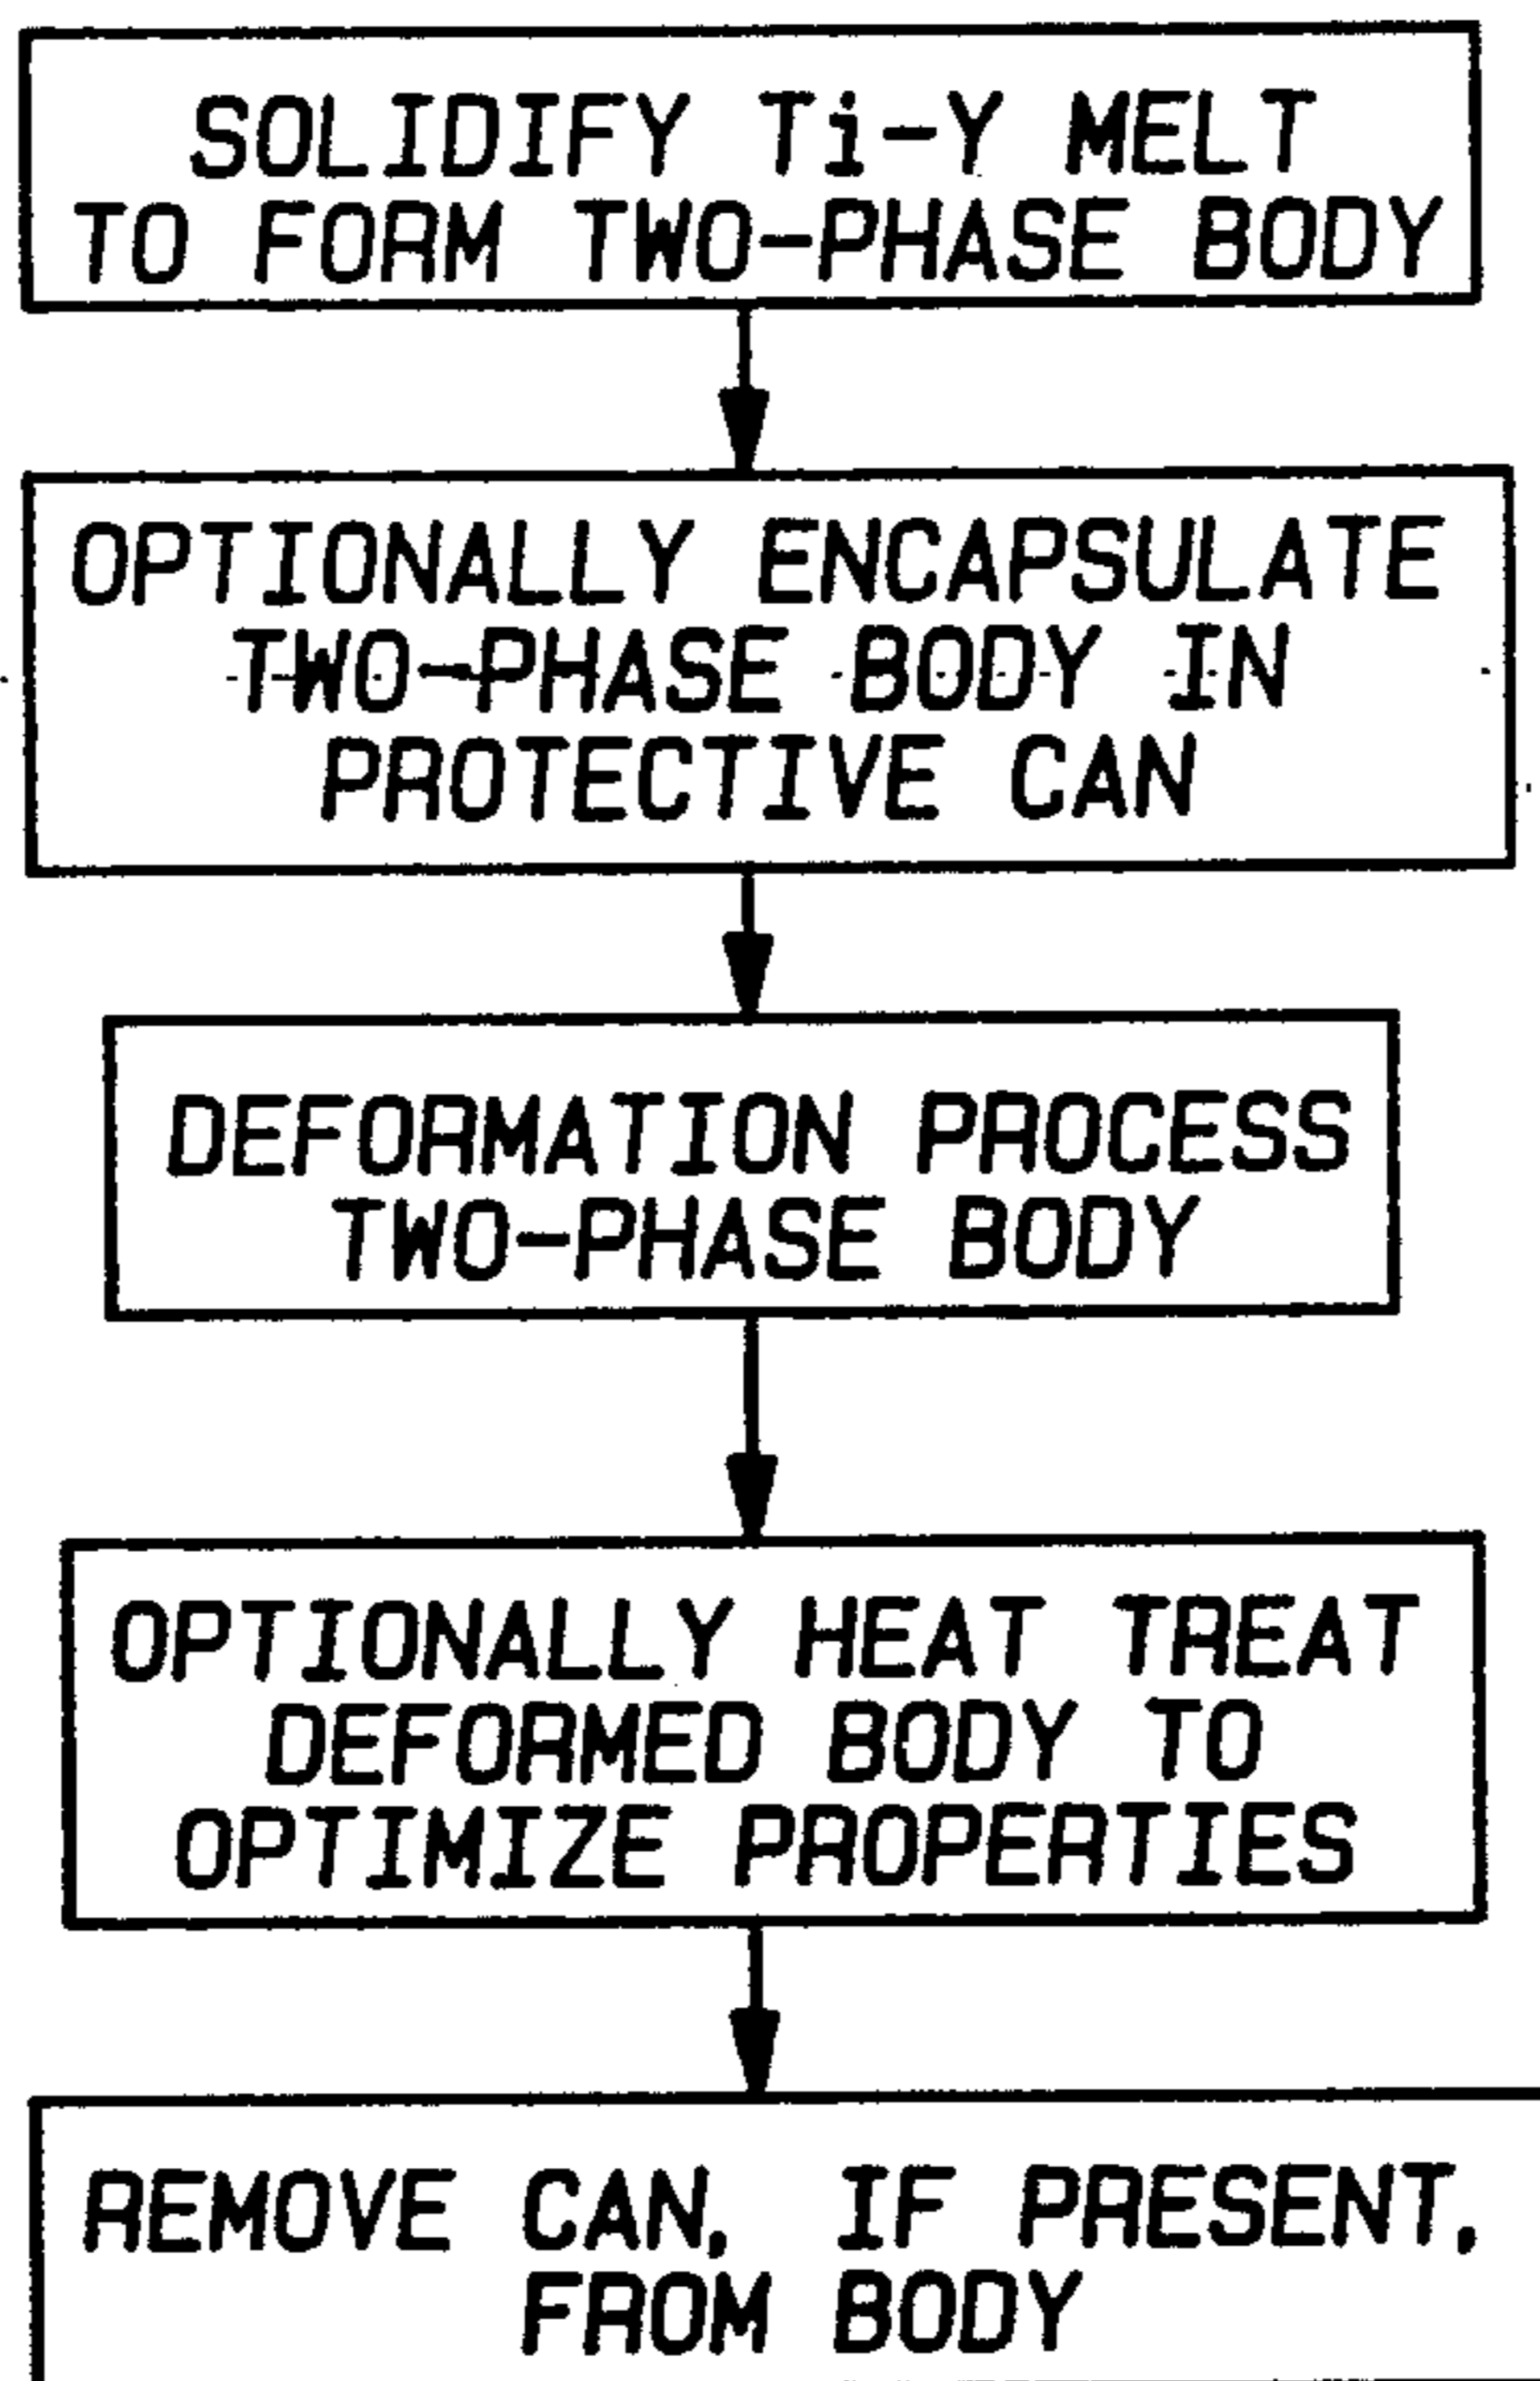 SOLIDIFY Ti-Y MELT
TO FORM TWO-PHASE BODY
OPTIONALLY ENCAPSULATE
TWO-PHASE BODY IN
PROTECTIVE CAN
DEFORMATION PROCESS
TWO-PHASE BODY
OPTIONALLY HEAT TREAT
DEFORMED BODY TO
OPTIMIZE PROPERTIES
REMOVE CAN, IF PRESENT,
FROM BODY